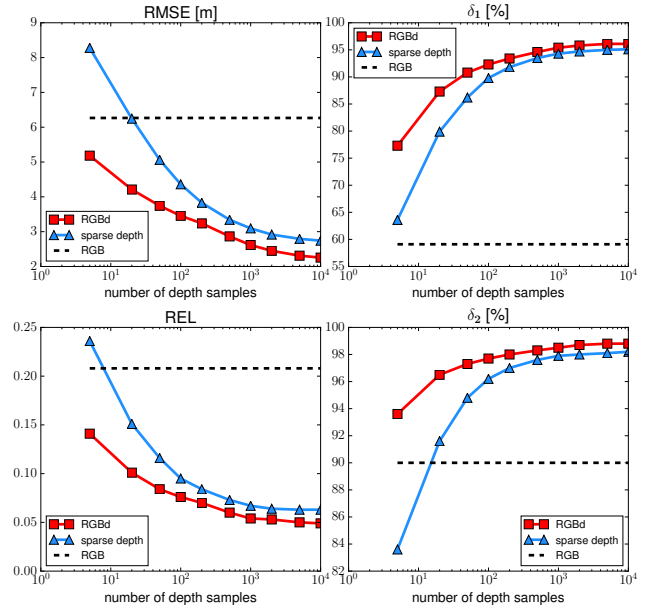 RMSE [m]
9
8
7
6
5
4
3
2
RGBd
sparse depth
RGB
10^0 10^1 10^2 10^3 10^4
number of depth samples
δ₁ [%]
100
95
90
85
80
75
70
65
60
55
RGBd
sparse depth
RGB
10^0 10^1 10^2 10^3 10^4
number of depth samples
REL
0.25
0.20
0.15
0.10
0.05
0.00
RGBd
sparse depth
RGB
10^0 10^1 10^2 10^3 10^4
number of depth samples
δ₂ [%]
100
98
96
94
92
90
88
86
84
82
RGBd
sparse depth
RGB
10^0 10^1 10^2 10^3 10^4
number of depth samples